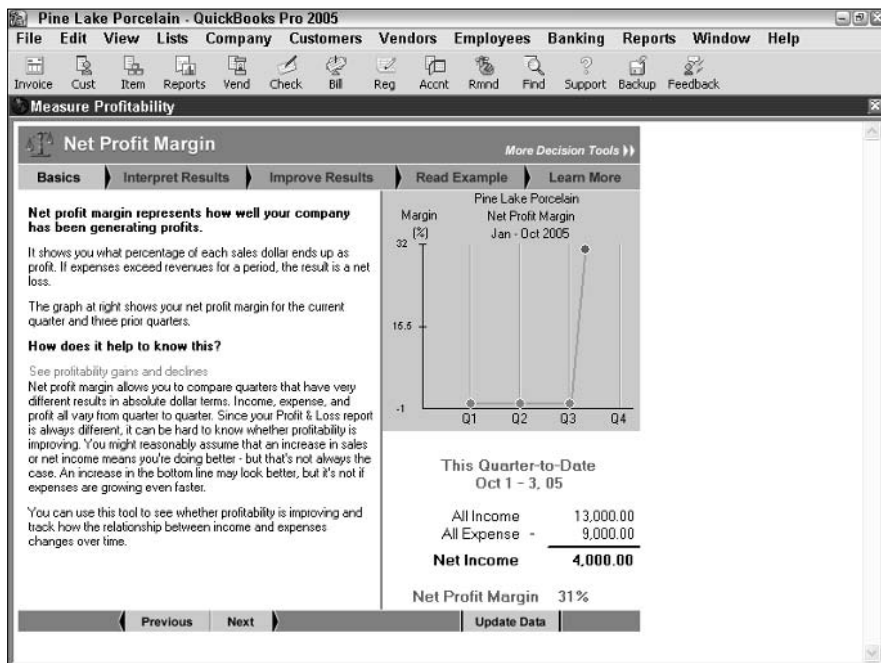 Pine Lake Porcelain - QuickBooks Pro 2005
File Edit View Lists Company Customers Vendors Employees Banking Reports Window Help
Invoice Cust Item Reports Vend Check Bill Reg Accnt Rmnd Find Support Backup Feedback
Measure Profitability
Net Profit Margin
More Decision Tools
Basics Interpret Results Improve Results Read Example Learn More
Net profit margin represents how well your company
has been generating profits.
It shows you what percentage of each sales dollar ends up as
profit. If expenses exceed revenues for a period, the result is a net
loss.
The graph at right shows your net profit margin for the current
quarter and three prior quarters.
How does it help to know this?
See profitability gains and declines
Net profit margin allows you to compare quarters that have very
different results in absolute dollar terms. Income, expense, and
profit all vary from quarter to quarter. Since your Profit & Loss report
is always different, it can be hard to know whether profitability is
improving. You might reasonably assume that an increase in sales
or net income means you're doing better - but that's not always the
case. An increase in the bottom line may look better, but it's not if
expenses are growing even faster.
You can use this tool to see whether profitability is improving and
track how the relationship between income and expenses
changes over time.
Pine Lake Porcelain
Margin Net Profit Margin
(%) Jan - Oct 2005
32
15.5
-1
Q1 Q2 Q3 Q4
This Quarter-to-Date
Oct 1 - 3, 05
All Income 13,000.00
All Expense - 9,000.00
Net Income 4,000.00
Net Profit Margin 31%
Previous Next Update Data